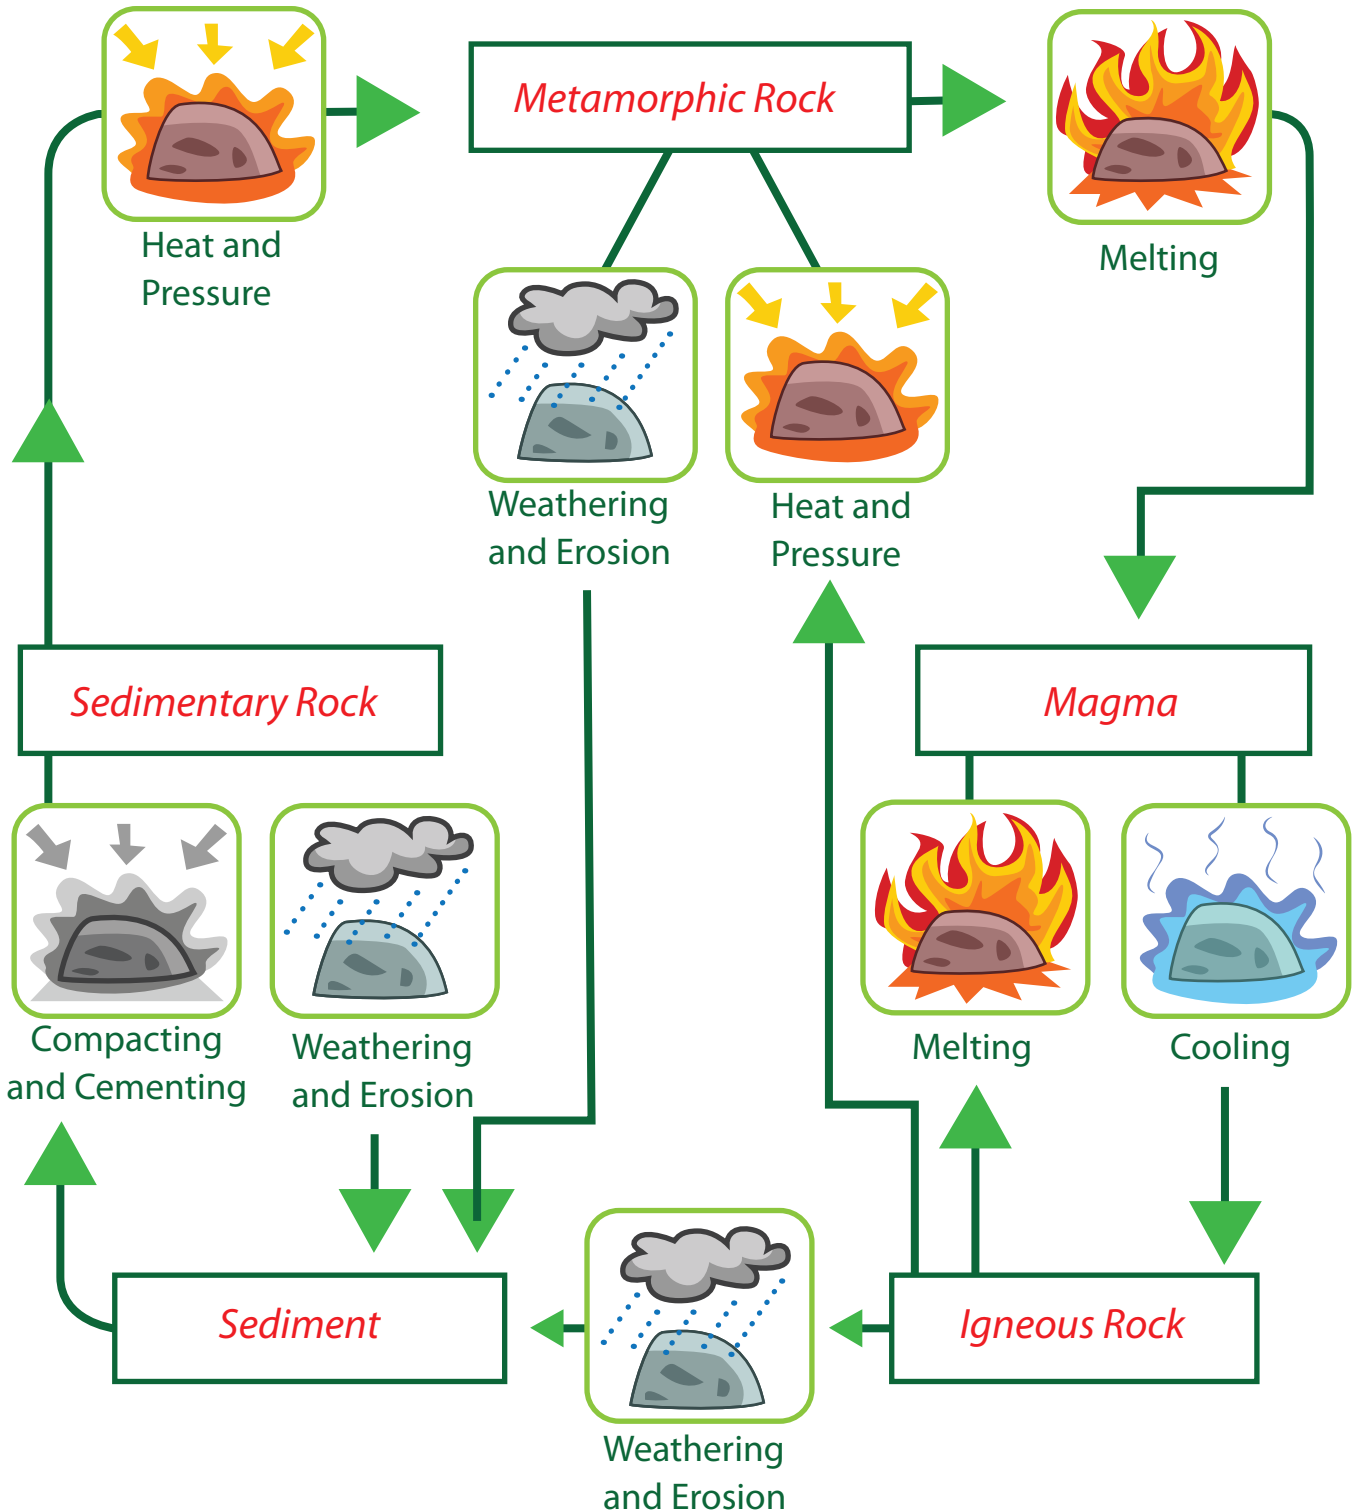 Metamorphic Rock
Heat and
Pressure
Melting
Weathering
and Erosion
Heat and
Pressure
Sedimentary Rock
Magma
Compacting
and Cementing
Weathering
and Erosion
Melting
Cooling
Sediment
Igneous Rock
Weathering
and Erosion